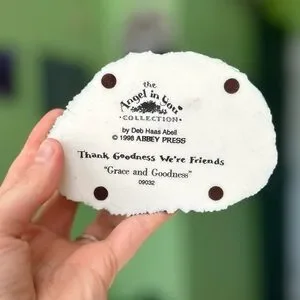 the
Angel in You
·COLLECTION·
by Deb Haas Abell
© 1998 ABBEY PRESS
Thank Goodness We're Friends
"Grace and Goodness"
09032